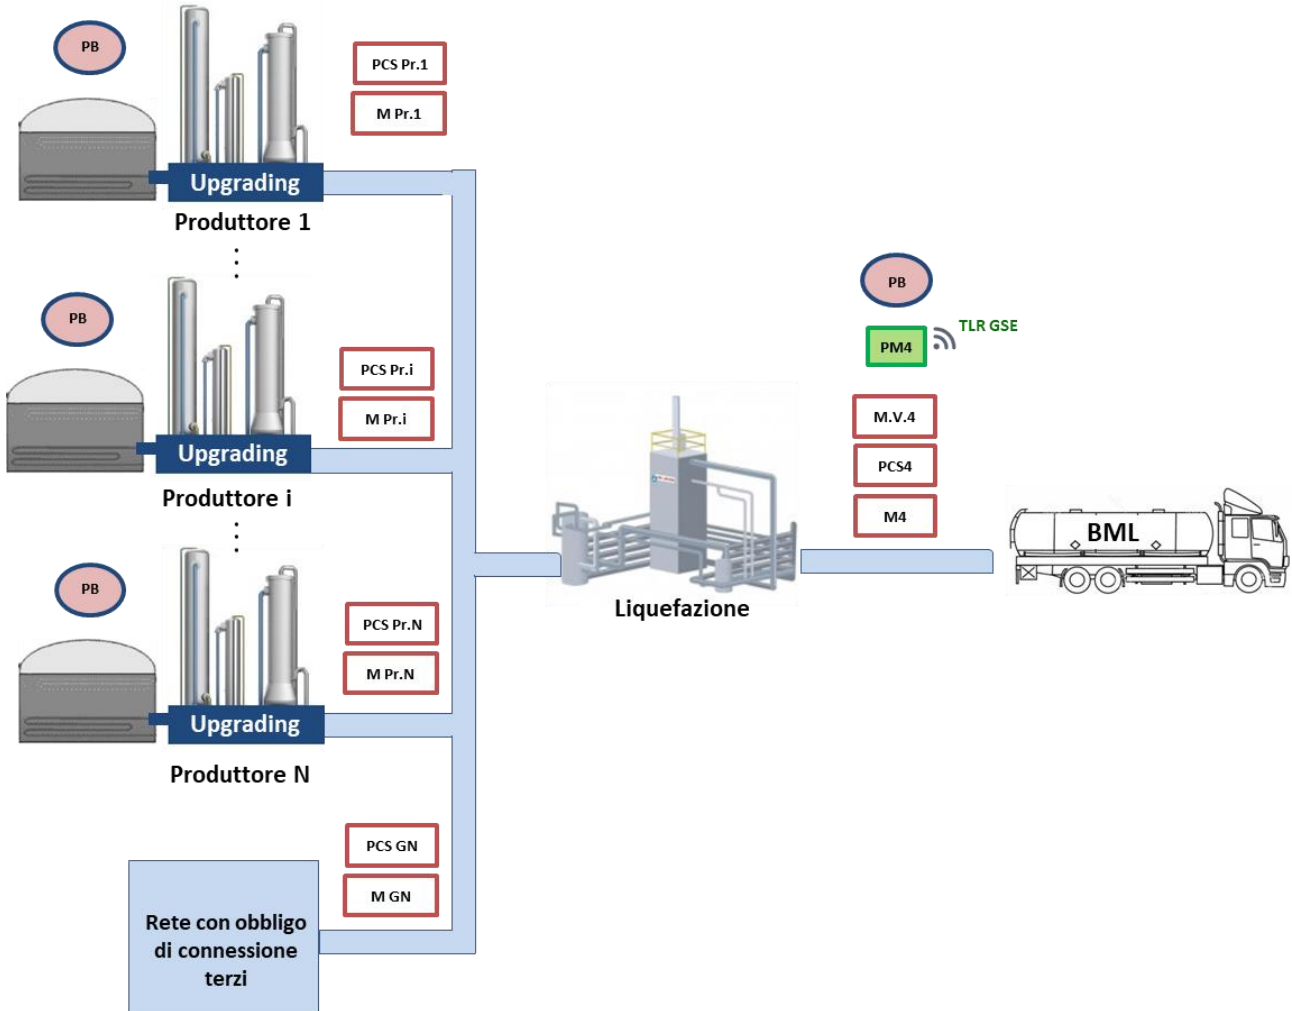 PB
PCS Pr.1
M Pr.1
Upgrading
Produttore 1
PB
PCS Pr.i
M Pr.i
Upgrading
Produttore i
PB
PCS Pr.N
M Pr.N
Upgrading
Produttore N
PCS GN
M GN
Rete con obbligo
di connessione
terzi
Liquefazione
PB
PM4
TLR GSE
M.V.4
PCS4
M4
BML